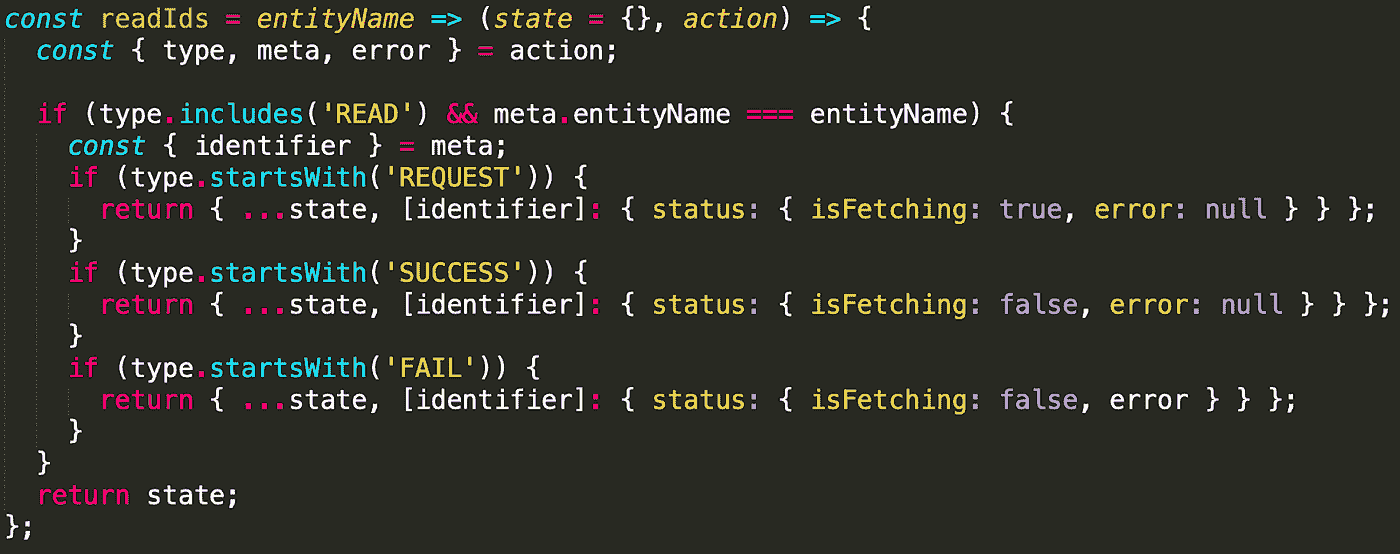 const readIds = entityName => (state = {}, action) => {
  const { type, meta, error } = action;

  if (type.includes('READ') && meta.entityName === entityName) {
    const { identifier } = meta;
    if (type.startsWith('REQUEST')) {
      return { ...state, [identifier]: { status: { isFetching: true, error: null } } };
    }
    if (type.startsWith('SUCCESS')) {
      return { ...state, [identifier]: { status: { isFetching: false, error: null } } };
    }
    if (type.startsWith('FAIL')) {
      return { ...state, [identifier]: { status: { isFetching: false, error } } };
    }
  }
  return state;
};